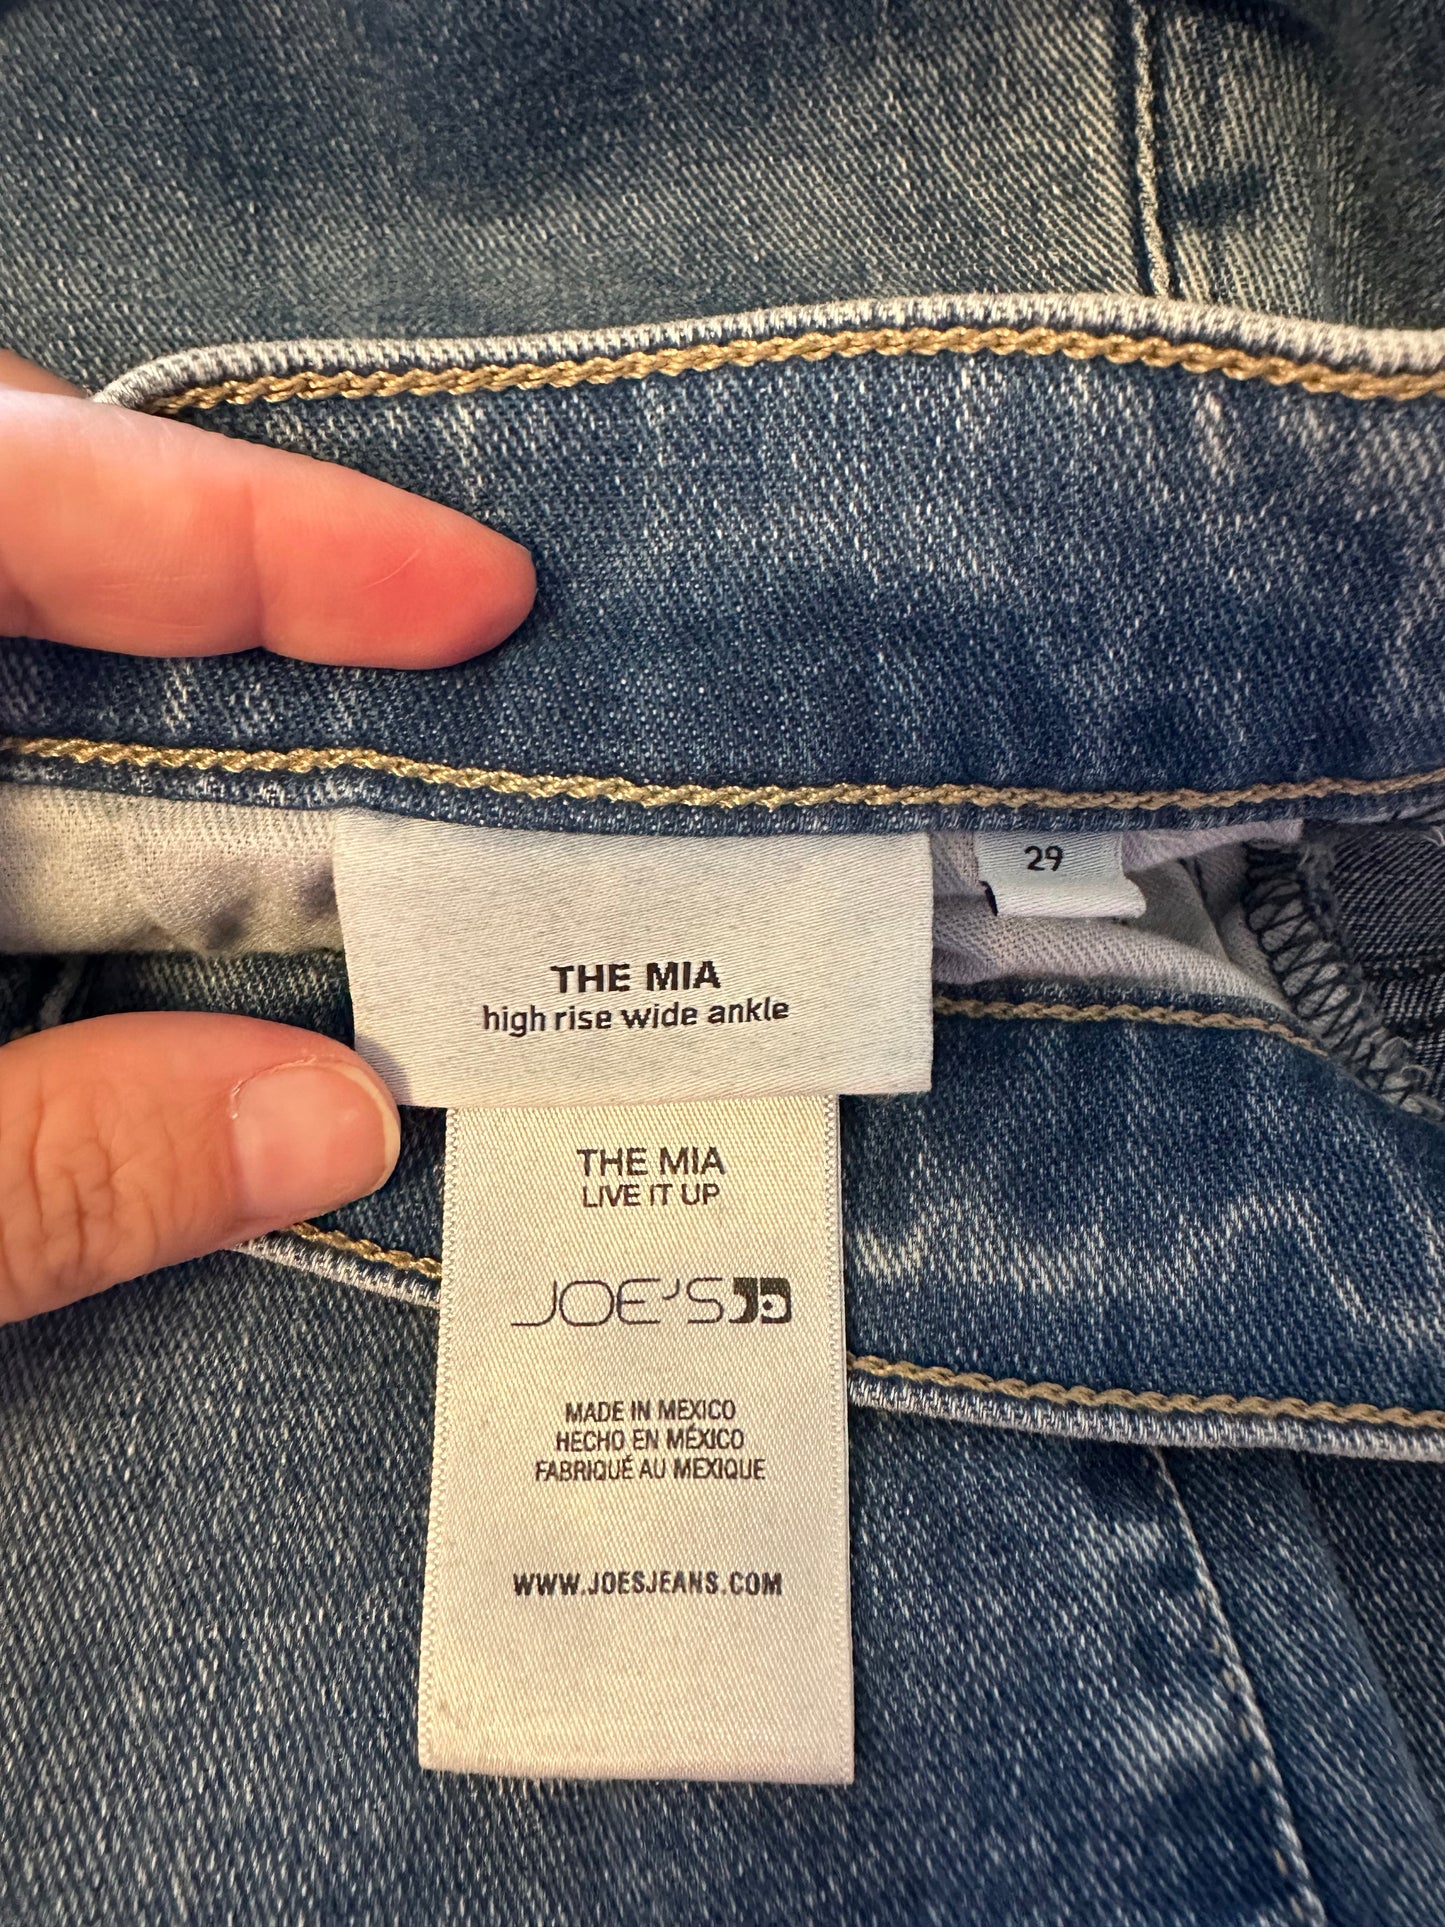 29
THE MIA
high rise wide ankle
THE MIA
LIVE IT UP
JOE'S
MADE IN MEXICO
HECHO EN MÉXICO
FABRIQUÉ AU MEXIQUE
WWW.JOESJEANS.COM